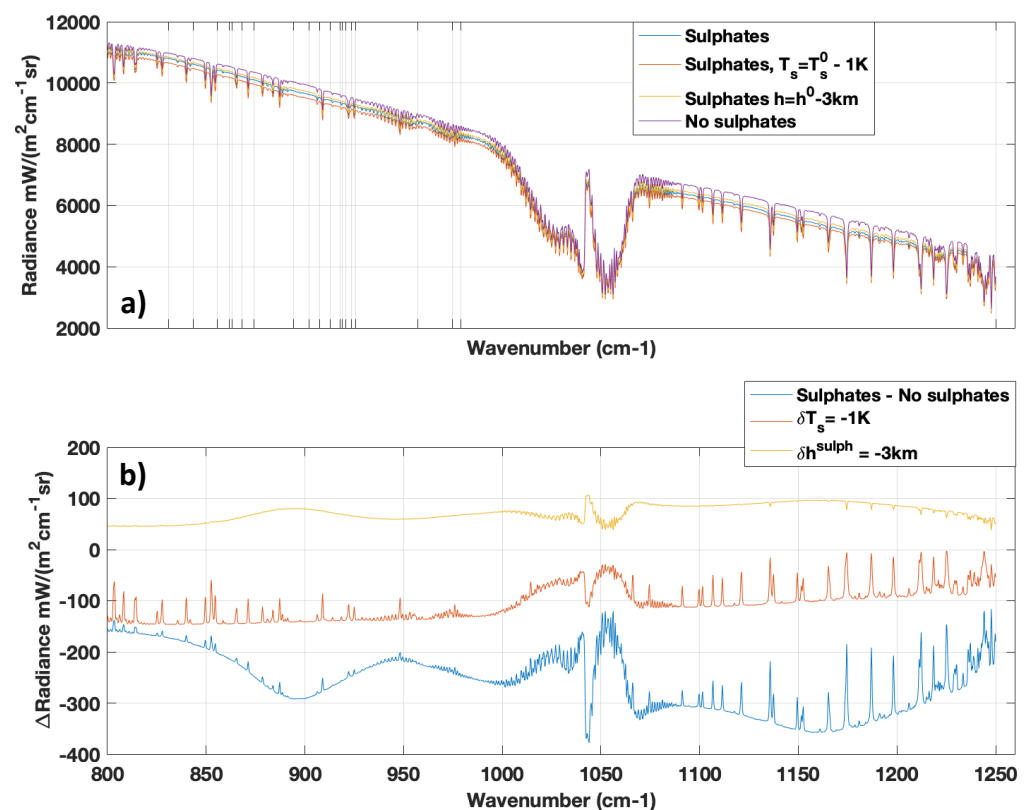 12000
10000
8000
6000
4000
2000
Radiance mW/(m²cm⁻¹sr)
Sulphates
Sulphates, Tₛ=Tₛ⁰ - 1K
Sulphates h=h⁰-3km
No sulphates
a)
Wavenumber (cm-1)
Sulphates - No sulphates
δTₛ= -1K
δh^sulph = -3km
b)
200
100
0
-100
-200
-300
-400
ΔRadiance mW/(m²cm⁻¹sr)
800 850 900 950 1000 1050 1100 1150 1200 1250
Wavenumber (cm-1)